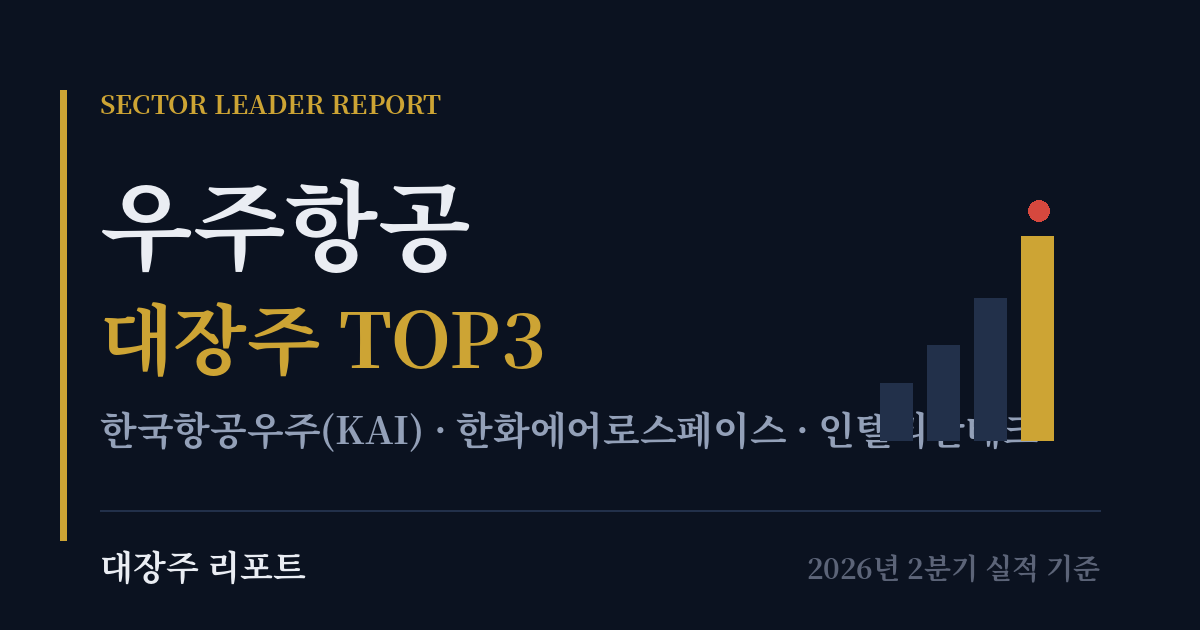 SECTOR LEADER REPORT
우주항공
대장주 TOP3
한국항공우주(KAI) · 한화에어로스페이스 ·
대장주 리포트
2026년 2분기 실적 기준